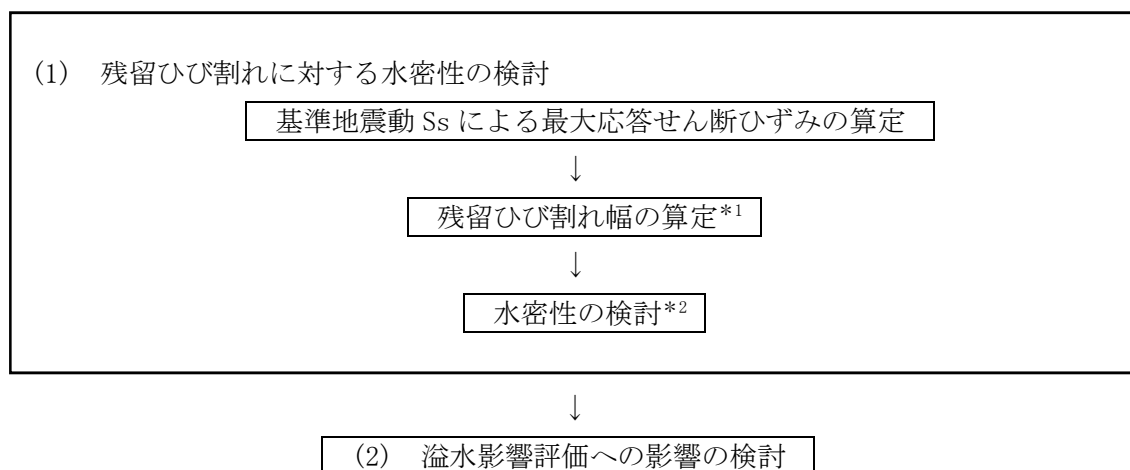 (1) 残留ひび割れに対する水密性の検討
基準地震動 Ss による最大応答せん断ひずみの算定
↓
残留ひび割れ幅の算定*1
↓
水密性の検討*2
↓
(2) 溢水影響評価への影響の検討